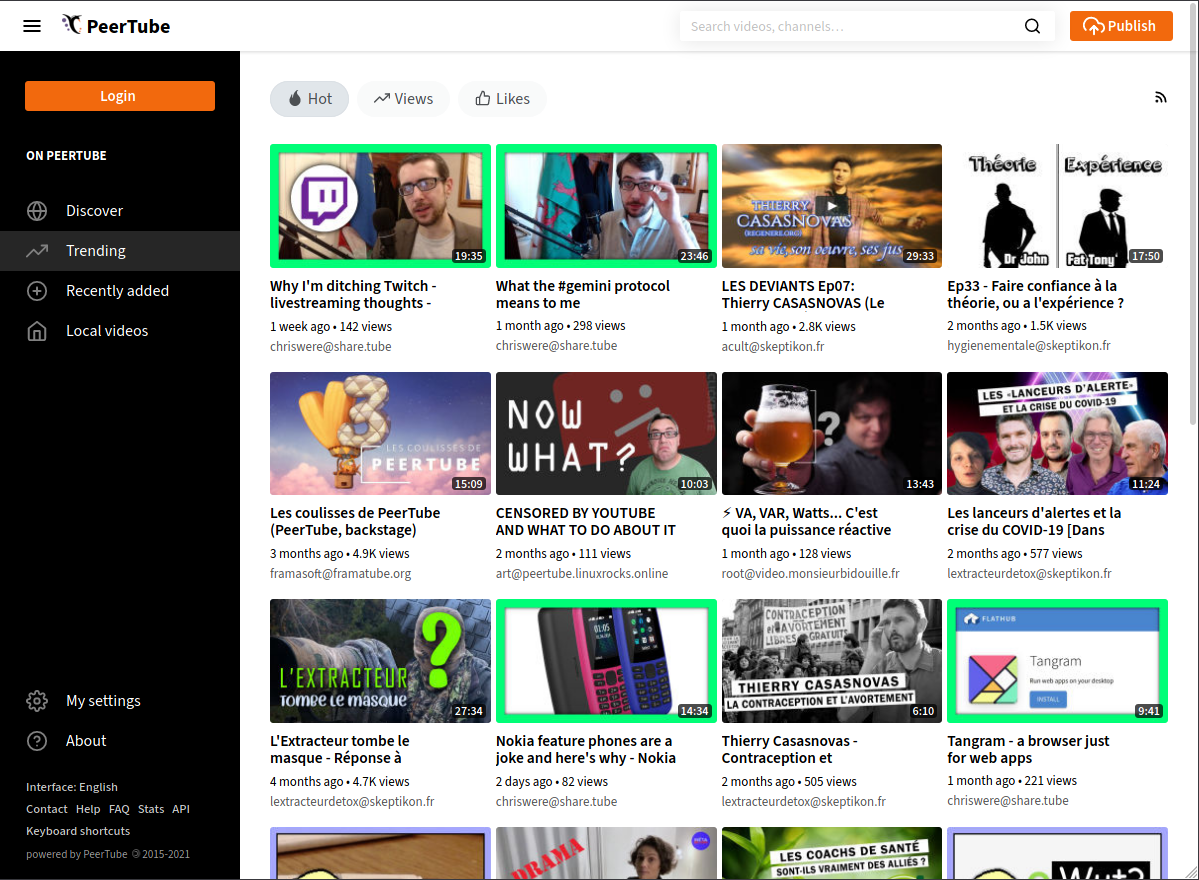 PeerTube
Search videos, channels…
Publish
Login
ON PEERTUBE
Discover
Trending
Recently added
Local videos
My settings
About
Interface: English
Contact Help FAQ Stats API
Keyboard shortcuts
powered by PeerTube 2015-2021
Hot
Views
Likes
19:35
Why I'm ditching Twitch -
livestreaming thoughts -
1 week ago • 142 views
chriswere@share.tube
23:46
What the #gemini protocol
means to me
1 month ago • 298 views
chriswere@share.tube
THIERRY
CASASNOVAS
(REGENERE.ORG)
sa vie, son oeuvre, ses jus
29:33
LES DEVIANTS Ep07:
Thierry CASASNOVAS (Le
1 month ago • 2.8K views
acult@skeptikon.fr
Théorie
Expérience
Dr John
Fat Tony
17:50
Ep33 - Faire confiance à la
théorie, ou a l'expérience ?
2 months ago • 1.5K views
hygienementale@skeptikon.fr
V3
LES COULISSES DE
PEERTUBE
15:09
Les coulisses de PeerTube
(PeerTube, backstage)
3 months ago • 4.9K views
framasoft@framatube.org
NOW
WHAT?
10:03
CENSORED BY YOUTUBE
AND WHAT TO DO ABOUT IT
2 months ago • 111 views
art@peertube.linuxrocks.online
?
13:43
⚡ VA, VAR, Watts... C'est
quoi la puissance réactive
1 month ago • 128 views
root@video.monsieurbidouille.fr
LES «LANCEURS D'ALERTE»
ET LA CRISE DU COVID-19
11:24
Les lanceurs d'alertes et la
crise du COVID-19 [Dans
2 months ago • 577 views
lextracteurdetox@skeptikon.fr
?
L'EXTRACTEUR
TOMBE LE MASQUE
27:34
L'Extracteur tombe le
masque - Réponse à
4 months ago • 4.7K views
lextracteurdetox@skeptikon.fr
01:05
14:34
Nokia feature phones are a
joke and here's why - Nokia
2 days ago • 82 views
chriswere@share.tube
CONTRACEPTION
et AVORTEMENT
LIBRES GRATUIT
THIERRY CASASNOVAS
LA CONTRACEPTION ET L'AVORTEMENT
6:10
Thierry Casasnovas -
Contraception et
2 months ago • 505 views
lextracteurdetox@skeptikon.fr
FLATHUB
Tangram
Run web apps on your desktop
INSTALL
9:41
Tangram - a browser just
for web apps
1 month ago • 221 views
chriswere@share.tube
DRAMA
META
LES COACHS DE SANTÉ
SONT-ILS VRAIMENT DES ALLIÉS ?
Wut?